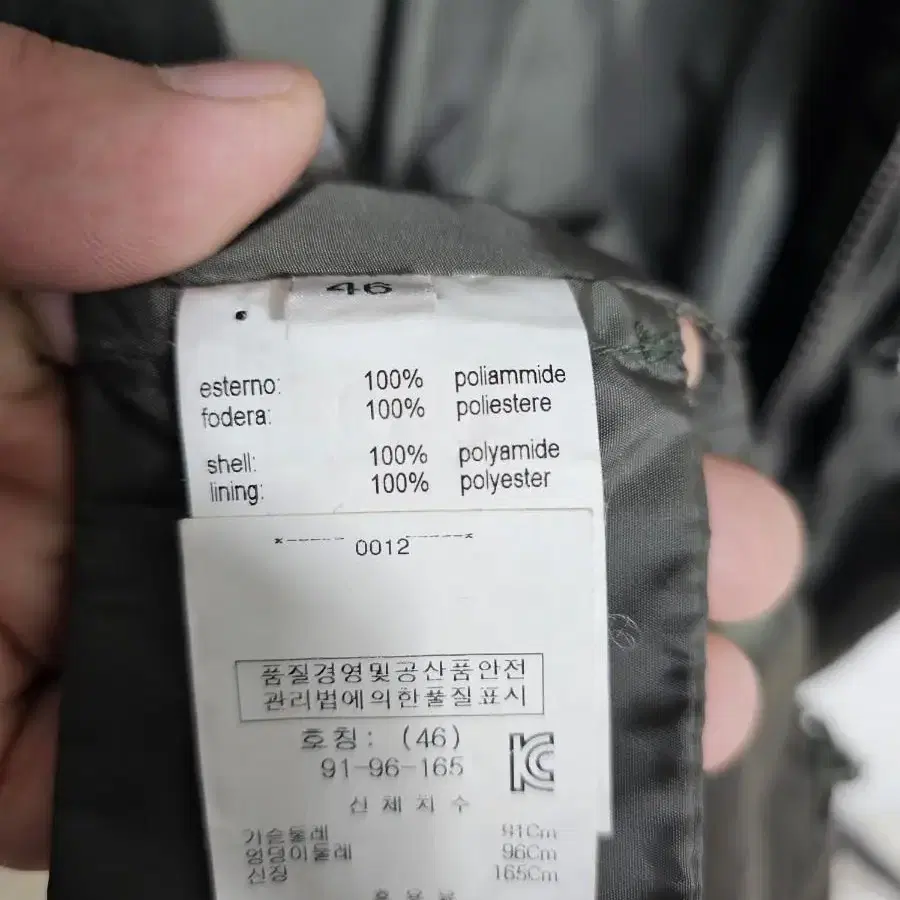 46
esterno: 100% poliammide
fodera: 100% poliestere
shell: 100% polyamide
lining: 100% polyester
*----- 0012 -----*
품질경영및공산품안전
관리법에의한품질표시
호칭: (46)
91-96-165
신체치수
가슴둘레 91Cm
엉덩이둘레 96Cm
신장 165Cm